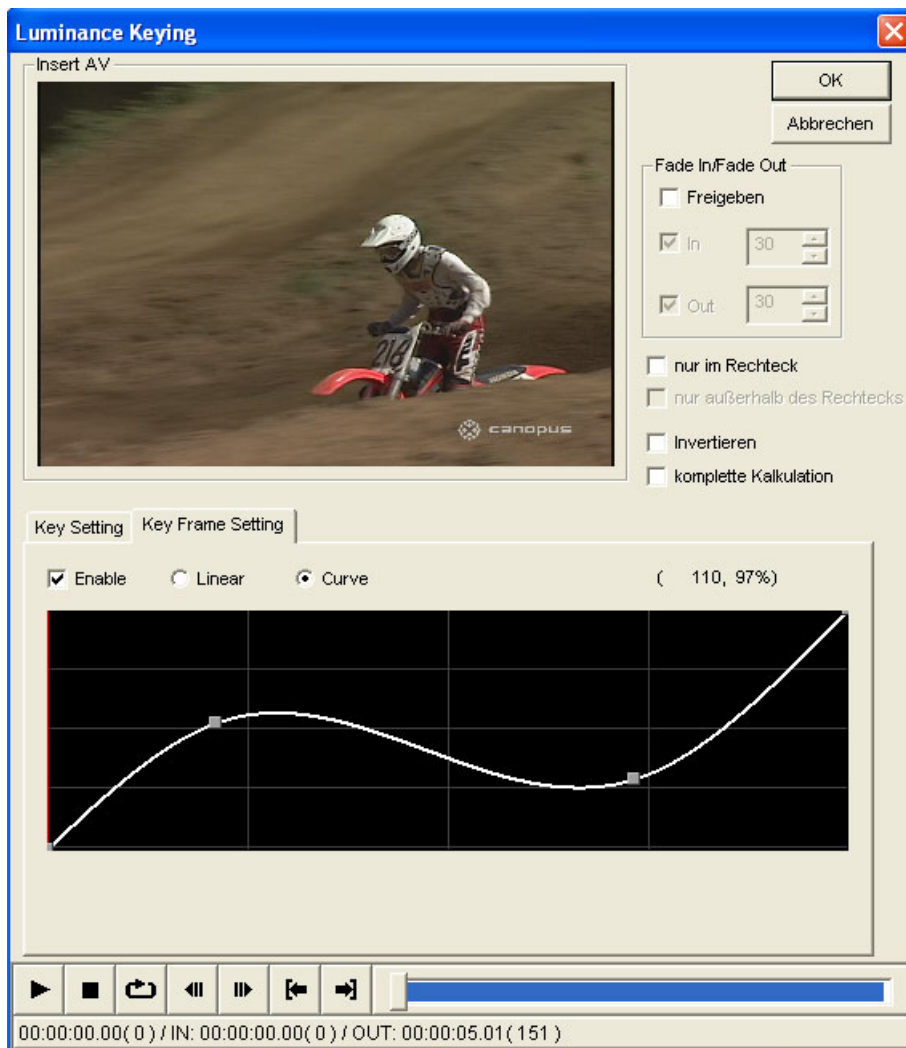 Luminance Keying
Insert AV
OK
Abbrechen
Fade In/Fade Out
Freigeben
In 30
Out 30
nur im Rechteck
nur außerhalb des Rechtecks
Invertieren
komplette Kalkulation
218
HONDA
canopus
Key Setting Key Frame Setting
Enable Linear Curve ( 110, 97%)
00:00:00.00( 0 ) / IN: 00:00:00.00( 0 ) / OUT: 00:00:05.01( 151 )